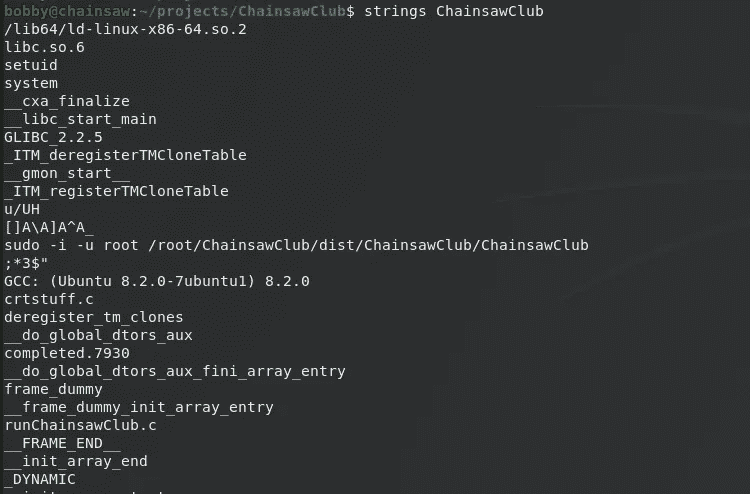 bobby@chainsaw:~/projects/ChainsawClub$ strings ChainsawClub
/lib64/ld-linux-x86-64.so.2
libc.so.6
setuid
system
__cxa_finalize
__libc_start_main
GLIBC_2.2.5
_ITM_deregisterTMCloneTable
__gmon_start__
_ITM_registerTMCloneTable
u/UH
[]A\A]A^A_
sudo -i -u root /root/ChainsawClub/dist/ChainsawClub/ChainsawClub
;*3$"
GCC: (Ubuntu 8.2.0-7ubuntu1) 8.2.0
crtstuff.c
deregister_tm_clones
__do_global_dtors_aux
completed.7930
__do_global_dtors_aux_fini_array_entry
frame_dummy
__frame_dummy_init_array_entry
runChainsawClub.c
__FRAME_END__
__init_array_end
_DYNAMIC